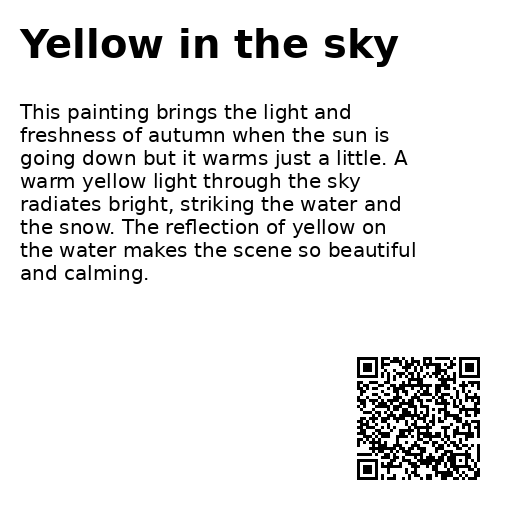 Yellow in the sky
This painting brings the light and
freshness of autumn when the sun is
going down but it warms just a little. A
warm yellow light through the sky
radiates bright, striking the water and
the snow. The reflection of yellow on
the water makes the scene so beautiful
and calming.